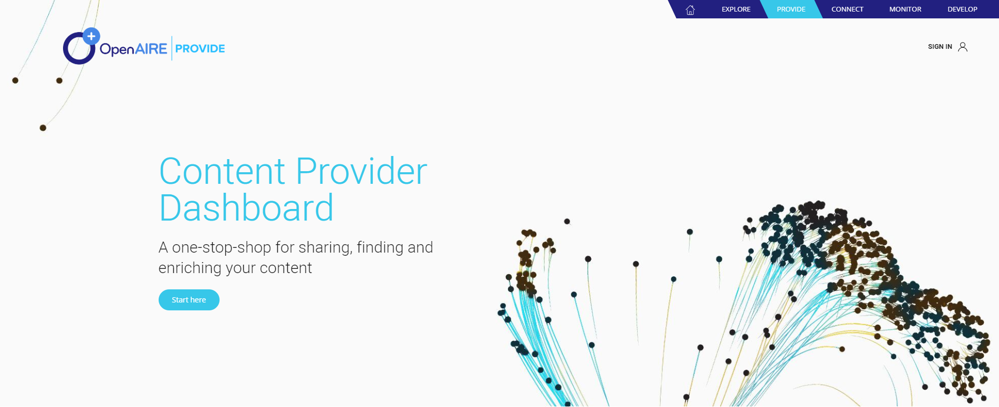 EXPLORE PROVIDE CONNECT MONITOR DEVELOP
OpenAIRE PROVIDE
SIGN IN
Content Provider
Dashboard
A one-stop-shop for sharing, finding and
enriching your content
Start here